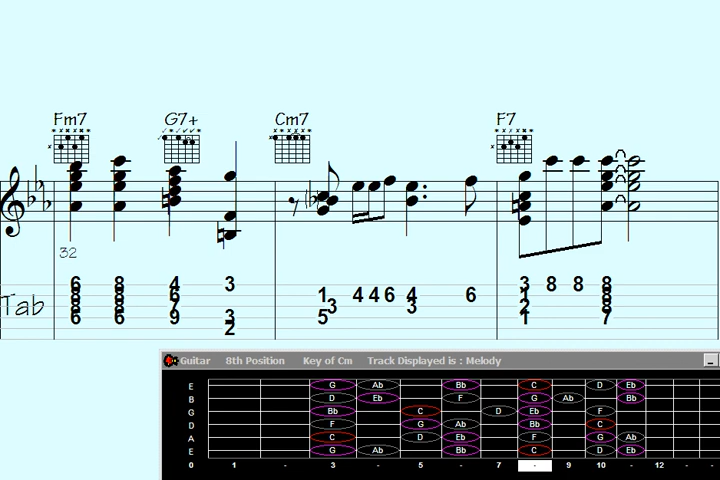 Fm7 G7+ Cm7 F7
32
Tab
6 8 4 3 3 8 8 8
8 8 6 1 4 4 6 4 6 1 8
8 8 7 3 3 2 8
6 6 9 3 5 1 7
2
Guitar 8th Position Key of Cm Track Displayed is : Melody
E G Ab Bb C D Eb
B D Eb F G Ab Bb
G Bb C D Eb F
D F G Ab Bb C
A C D Eb F G Ab
E G Ab Bb C
0 1 - 3 - 5 - 7 - 9 10 - 12 - -